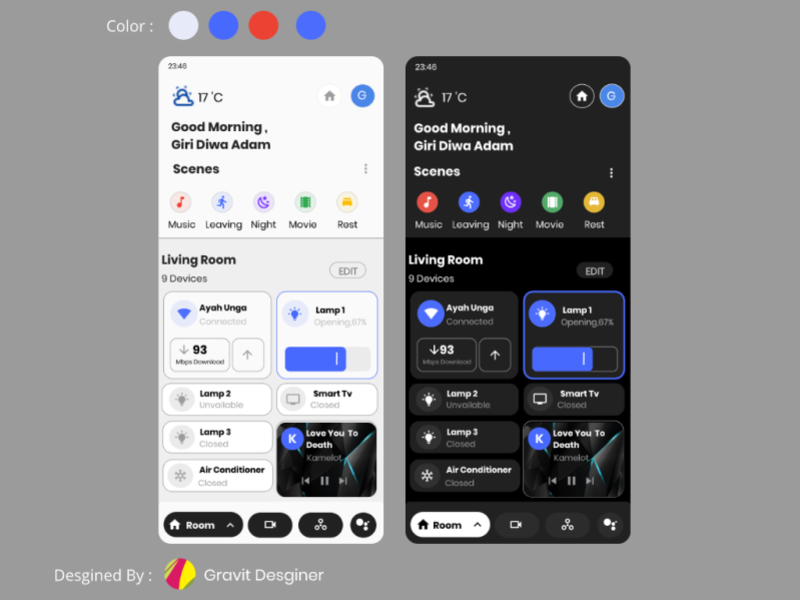 Color :
23:46
17 °C
G
Good Morning ,
Giri Diwa Adam
Scenes
Music
Leaving
Night
Movie
Rest
Living Room
9 Devices
EDIT
Ayah Unga
Connected
93
Mbps Download
Lamp 1
Opening,67%
Lamp 2
Unvailable
Smart Tv
Closed
Lamp 3
Closed
K
Love You To
Death
Kamelot
Air Conditioner
Closed
Room
23:46
17 °C
G
Good Morning ,
Giri Diwa Adam
Scenes
Music
Leaving
Night
Movie
Rest
Living Room
9 Devices
EDIT
Ayah Unga
Connected
93
Mbps Download
Lamp 1
Opening,67%
Lamp 2
Unavailable
Smart Tv
Closed
Lamp 3
Closed
K
Love You To
Death
Kamelot
Air Conditioner
Closed
Room
Desgined By :
Gravit Desginer